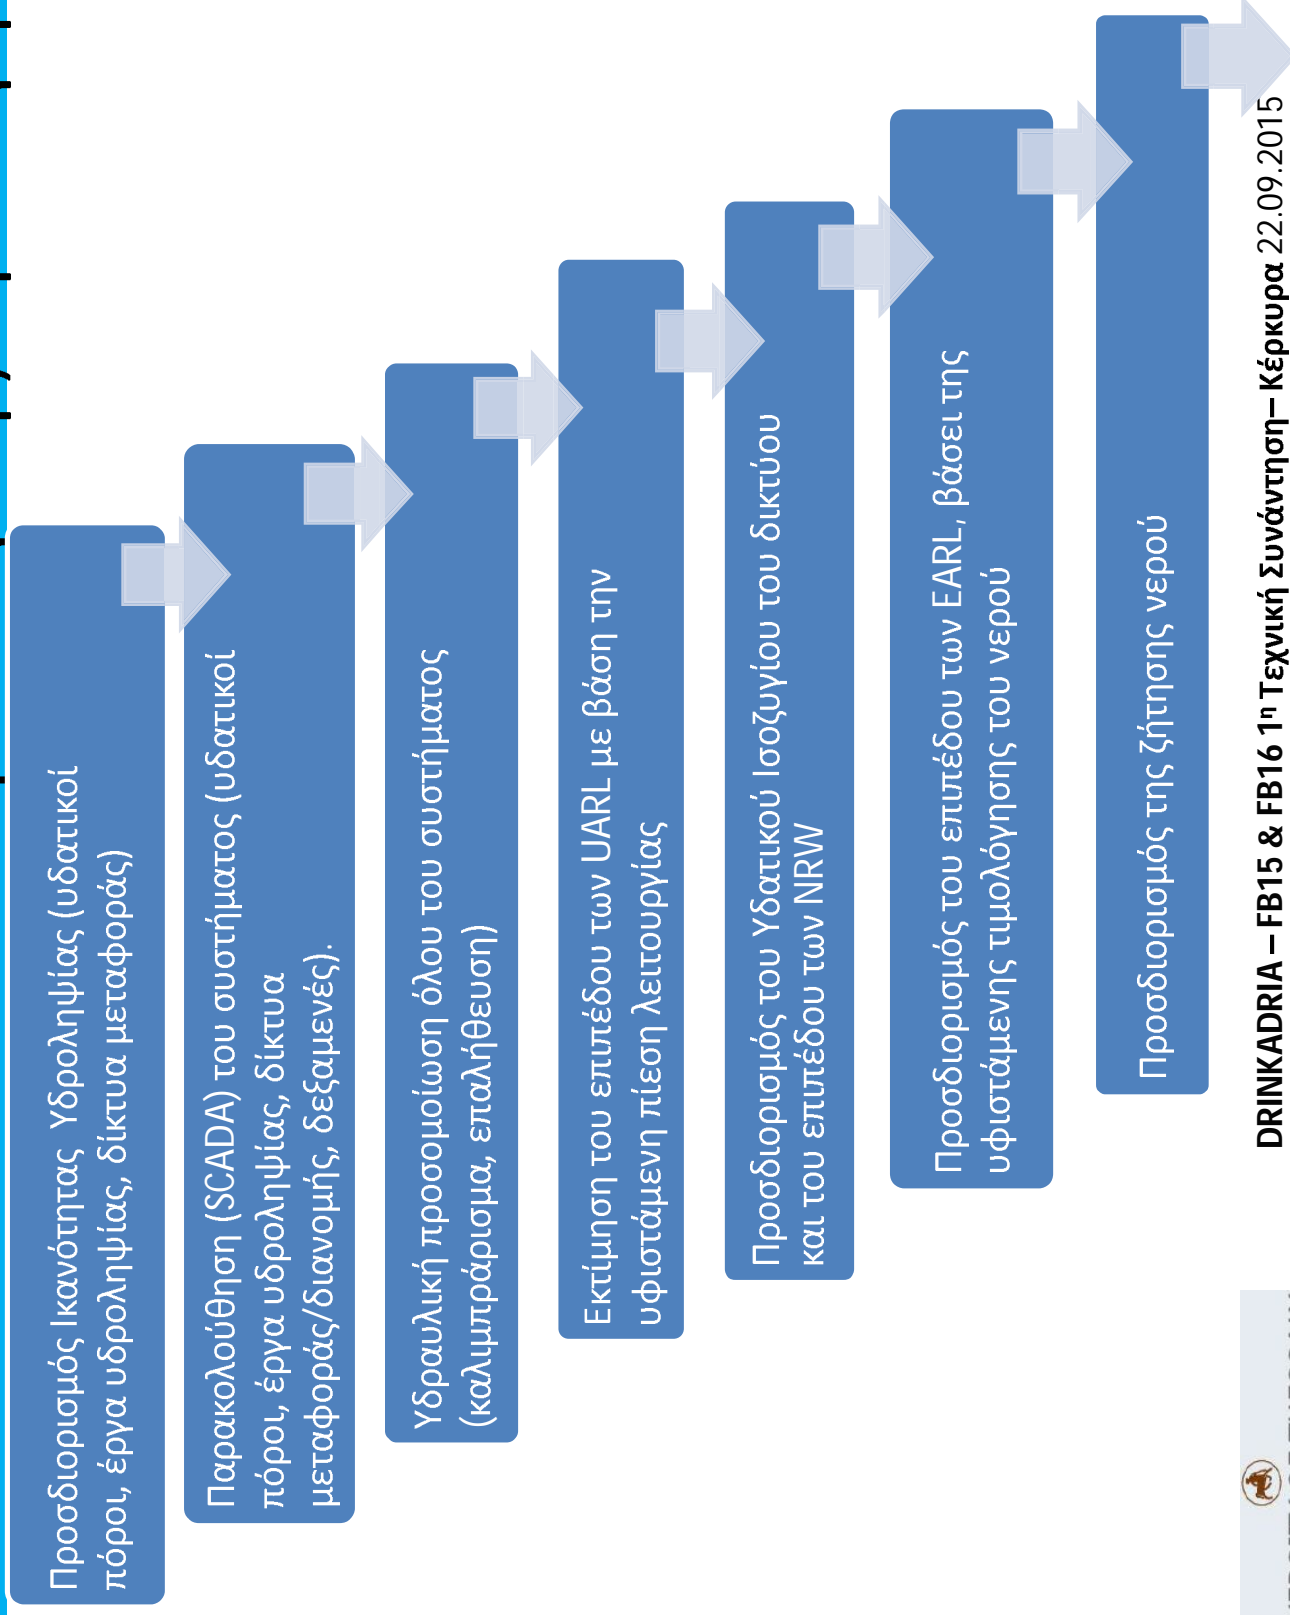 Προσδιορισμός Ικανότητας Υδροληψίας (υδατικοί
πόροι, έργα υδροληψίας, δίκτυα μεταφοράς)
Παρακολούθηση (SCADA) του συστήματος (υδατικοί
πόροι, έργα υδροληψίας, δίκτυα
μεταφοράς/διανομής, δεξαμενές).
Υδραυλική προσομοίωση όλου του συστήματος
(καλιμπράρισμα, επαλήθευση)
Εκτίμηση του επιπέδου των UARL με βάση την
υφιστάμενη πίεση λειτουργίας
Προσδιορισμός του Υδατικού Ισοζυγίου του δικτύου
και του επιπέδου των NRW
Προσδιορισμός του επιπέδου των EARL, βάσει της
υφιστάμενης τιμολόγησης του νερού
Προσδιορισμός της ζήτησης νερού
DRINKADRIA – FB15 & FB16 1η Τεχνική Συνάντηση– Κέρκυρα 22.09.2015